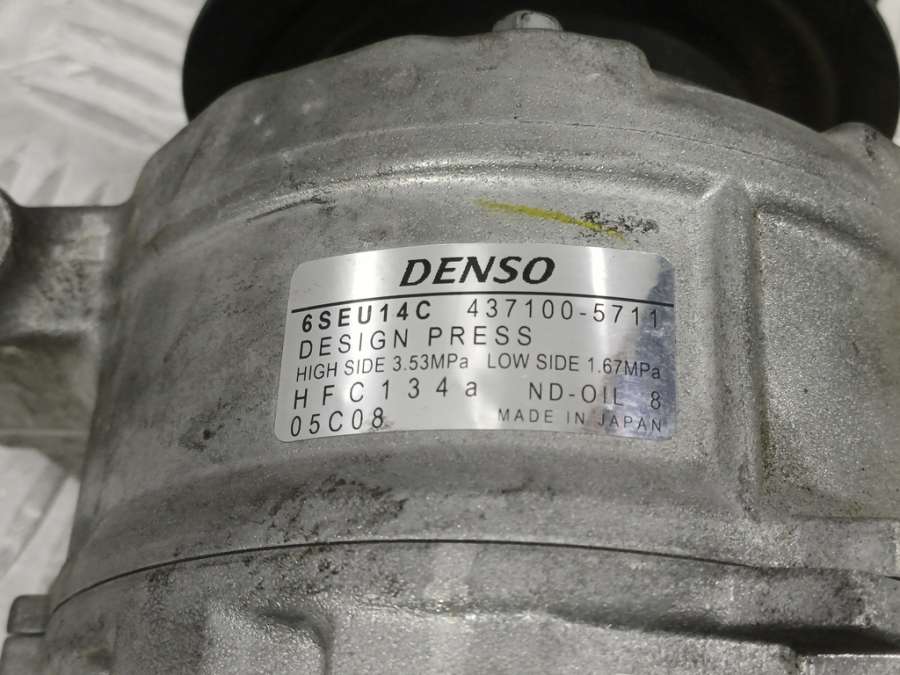 DENSO
6SEU14C 437100-5711
DESIGN PRESS
HIGH SIDE 3.53MPa LOW SIDE 1.67MPa
HFC134a ND-OIL 8
05C08 MADE IN JAPAN